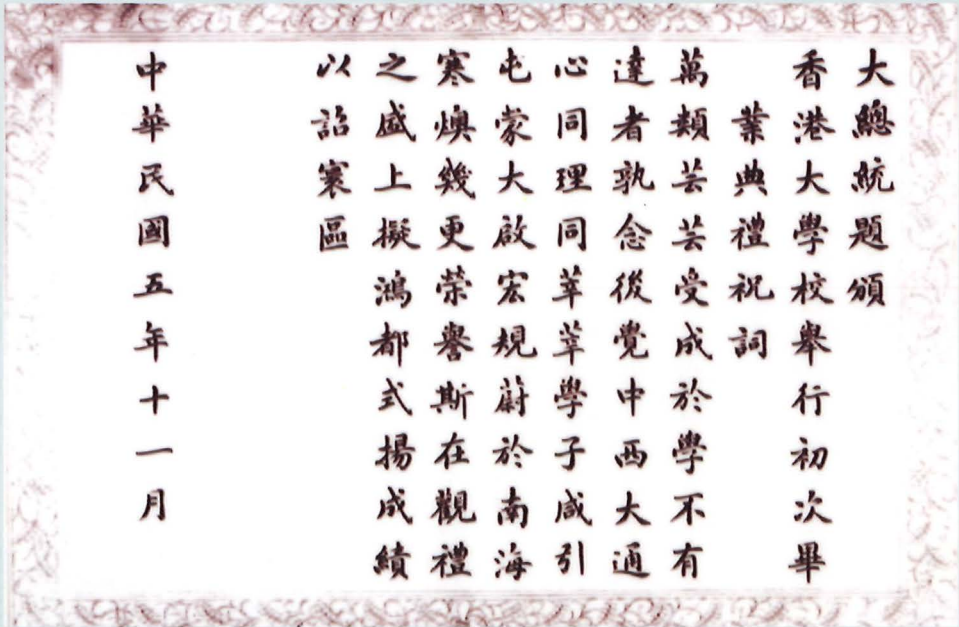 大總統題頒
香港大學校舉行初次畢
業典禮祝詞
萬類芸芸受成於學不有
達者孰念後覺中西大通
心同理同莘莘學子咸引
屯蒙大啟宏規蔚於南海
寒燠幾更榮譽斯在觀禮
之盛上擬鴻都式揚成績
以詔寰區
中華民國五年十一月